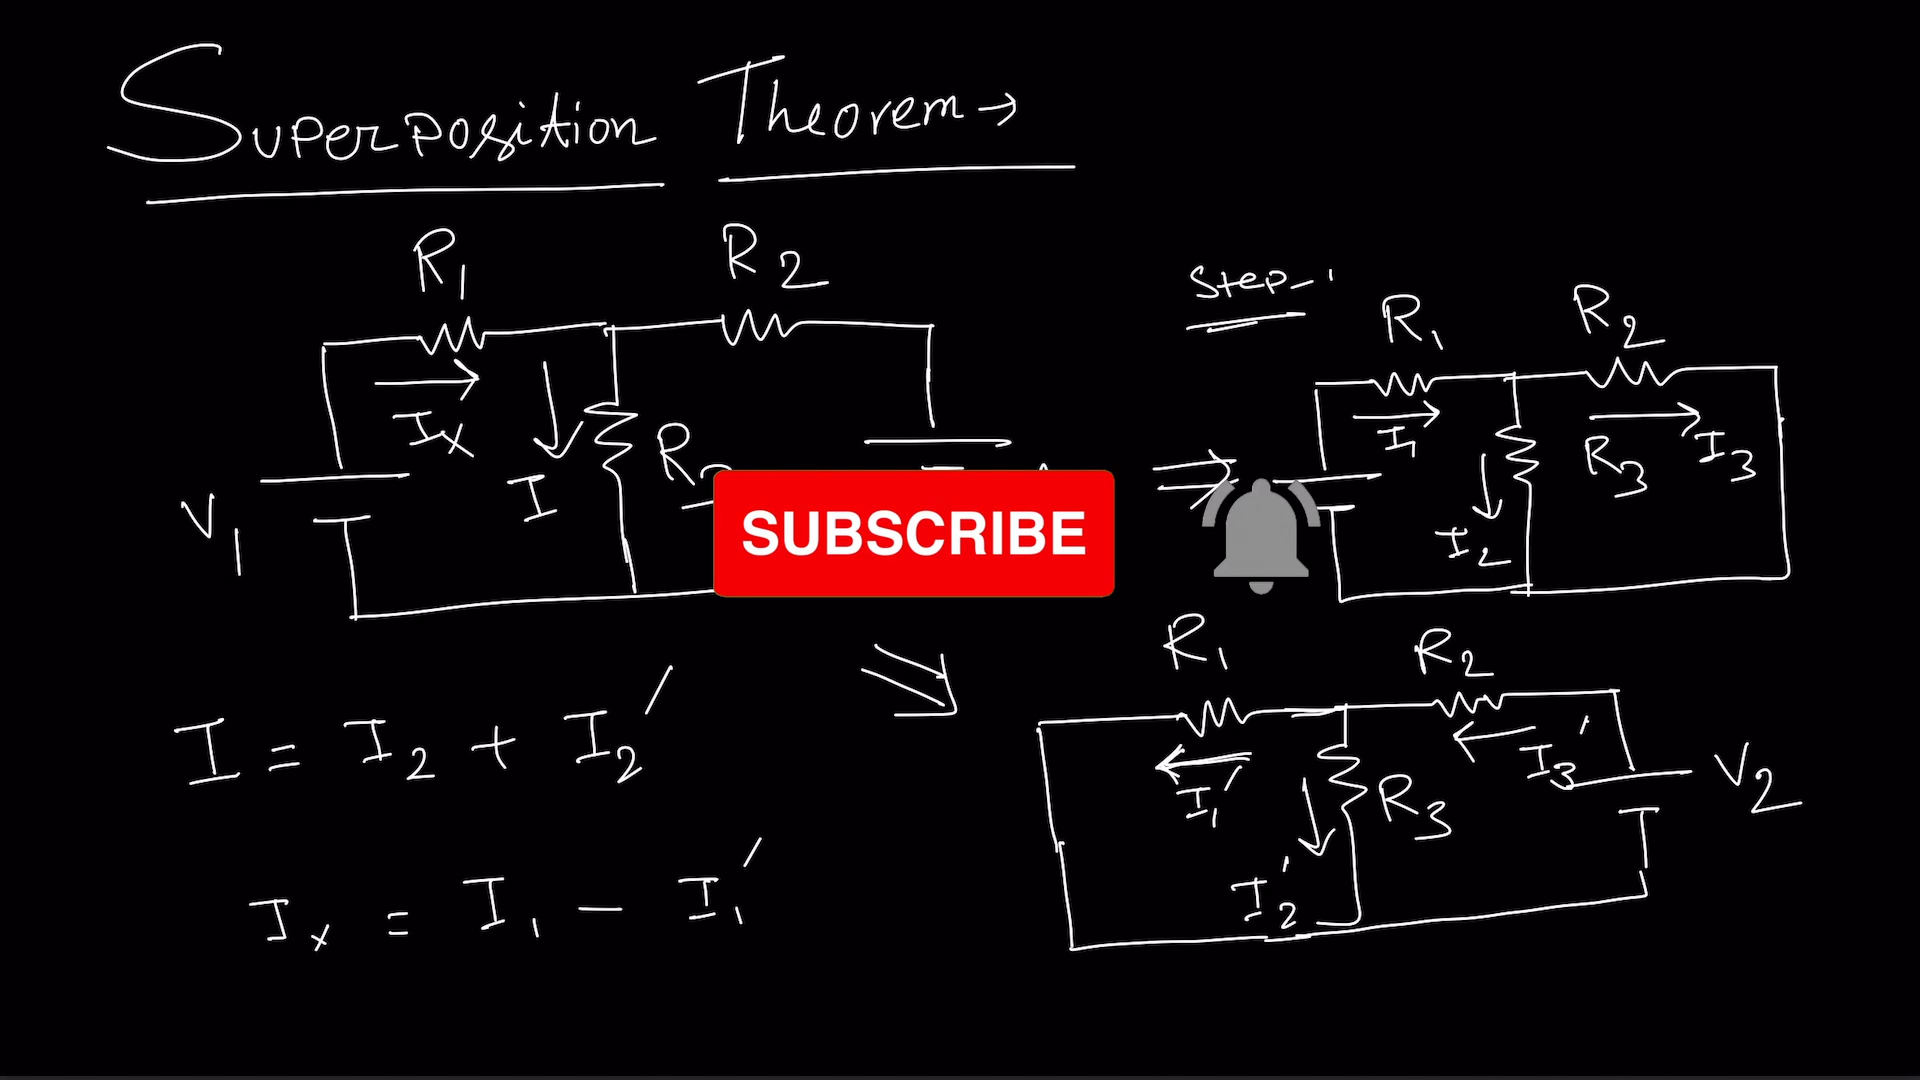 Superposition Theorem →
R1
R2
Ix
I
V1
SUBSCRIBE
Step-1
R1
R2
I1
R3
I3
I2
I = I2 + I2'
Ix = I1 - I1'
R1
R2
I1'
I3'
R3
V2
I2'